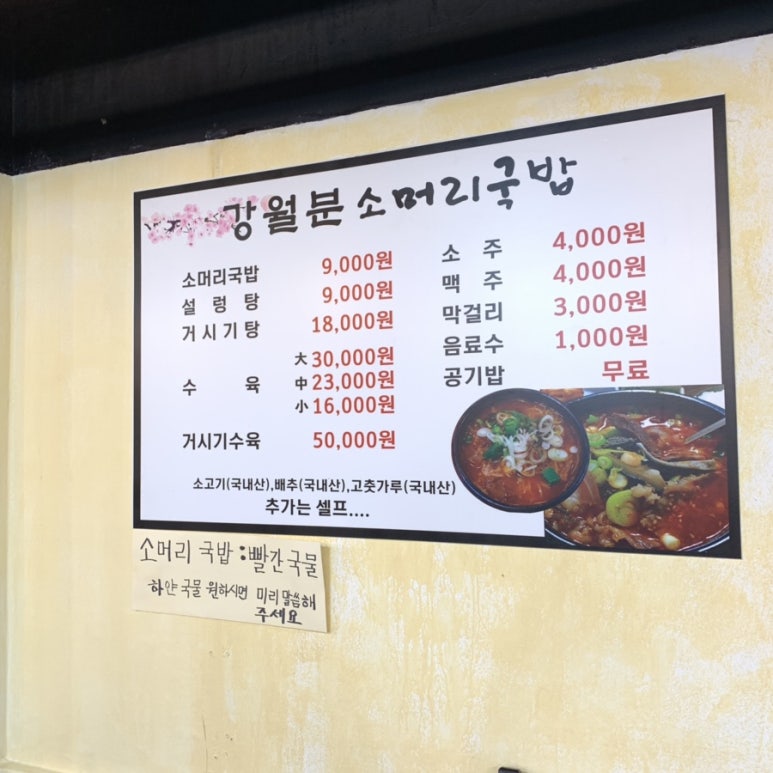 강월분소머리국밥
소머리국밥 9,000원
설렁탕 9,000원
거시기탕 18,000원
수육 大 30,000원
中 23,000원
小 16,000원
거시기수육 50,000원
소주 4,000원
맥주 4,000원
막걸리 3,000원
음료수 1,000원
공기밥 무료
소고기(국내산),배추(국내산),고춧가루(국내산)
추가는 셀프....
소머리 국밥 : 빨간국물
하얀 국물 원하시면 미리 말씀해
주세요